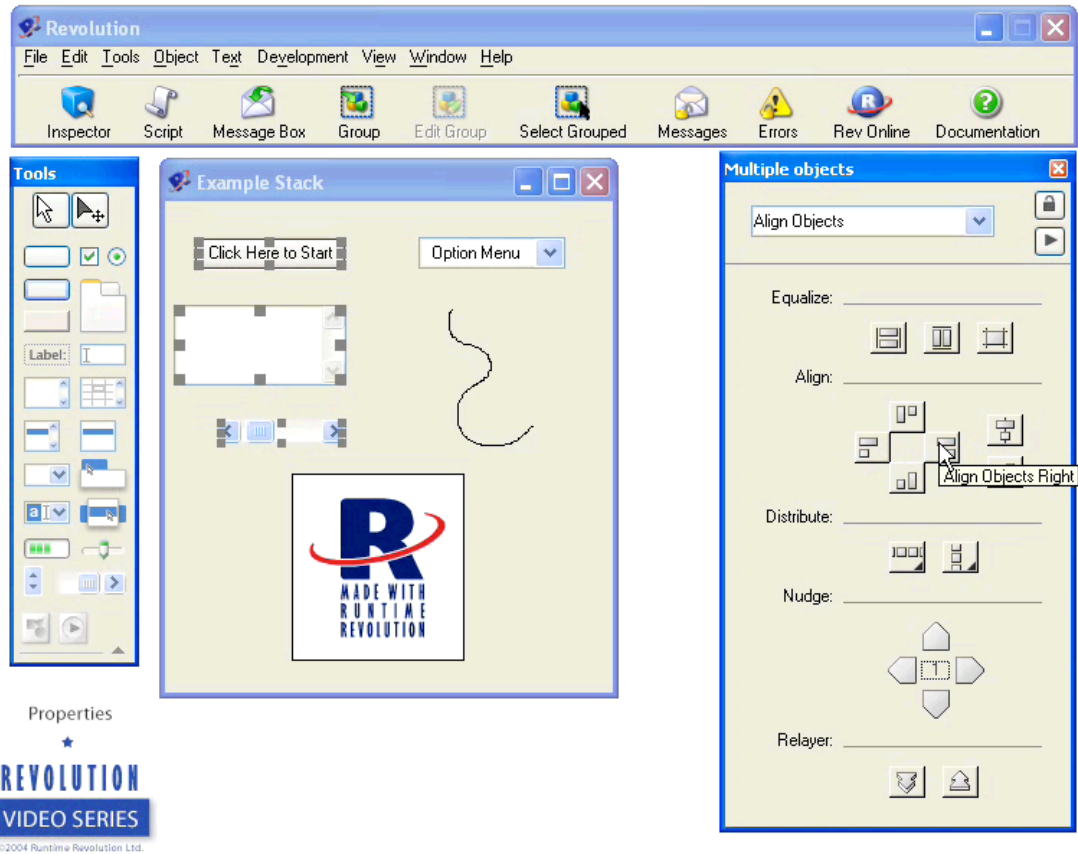 Revolution
File Edit Tools Object Text Development View Window Help
Inspector Script Message Box Group Edit Group Select Grouped Messages Errors Rev Online Documentation
Tools
Label:
a
Example Stack
Click Here to Start
Option Menu
R
MADE WITH
RUNTIME
REVOLUTION
Multiple objects
Align Objects
Equalize:
Align:
Align Objects Right
Distribute:
Nudge:
1
Relayer:
Properties
REVOLUTION
VIDEO SERIES
©2004 Runtime Revolution Ltd.